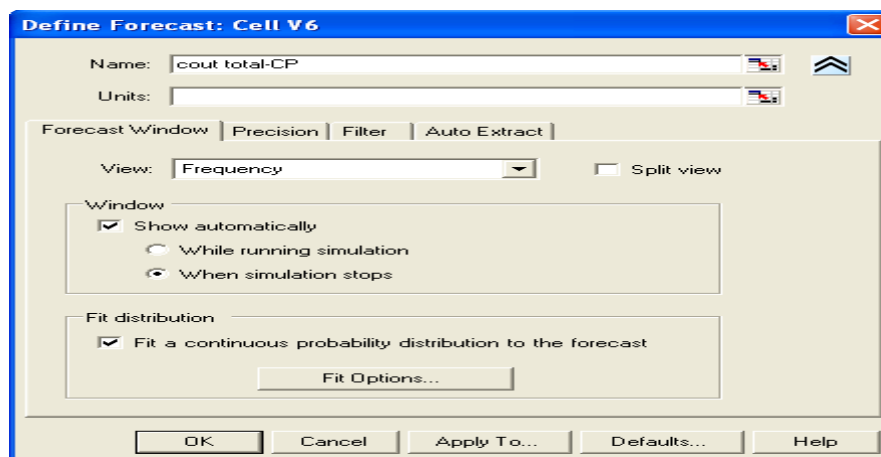 Define Forecast: Cell V6
Name: cout total-CP
Units:
Forecast Window Precision Filter Auto Extract
View: Frequency Split view
Window
Show automatically
While running simulation
When simulation stops
Fit distribution
Fit a continuous probability distribution to the forecast
Fit Options...
OK Cancel Apply To... Defaults... Help